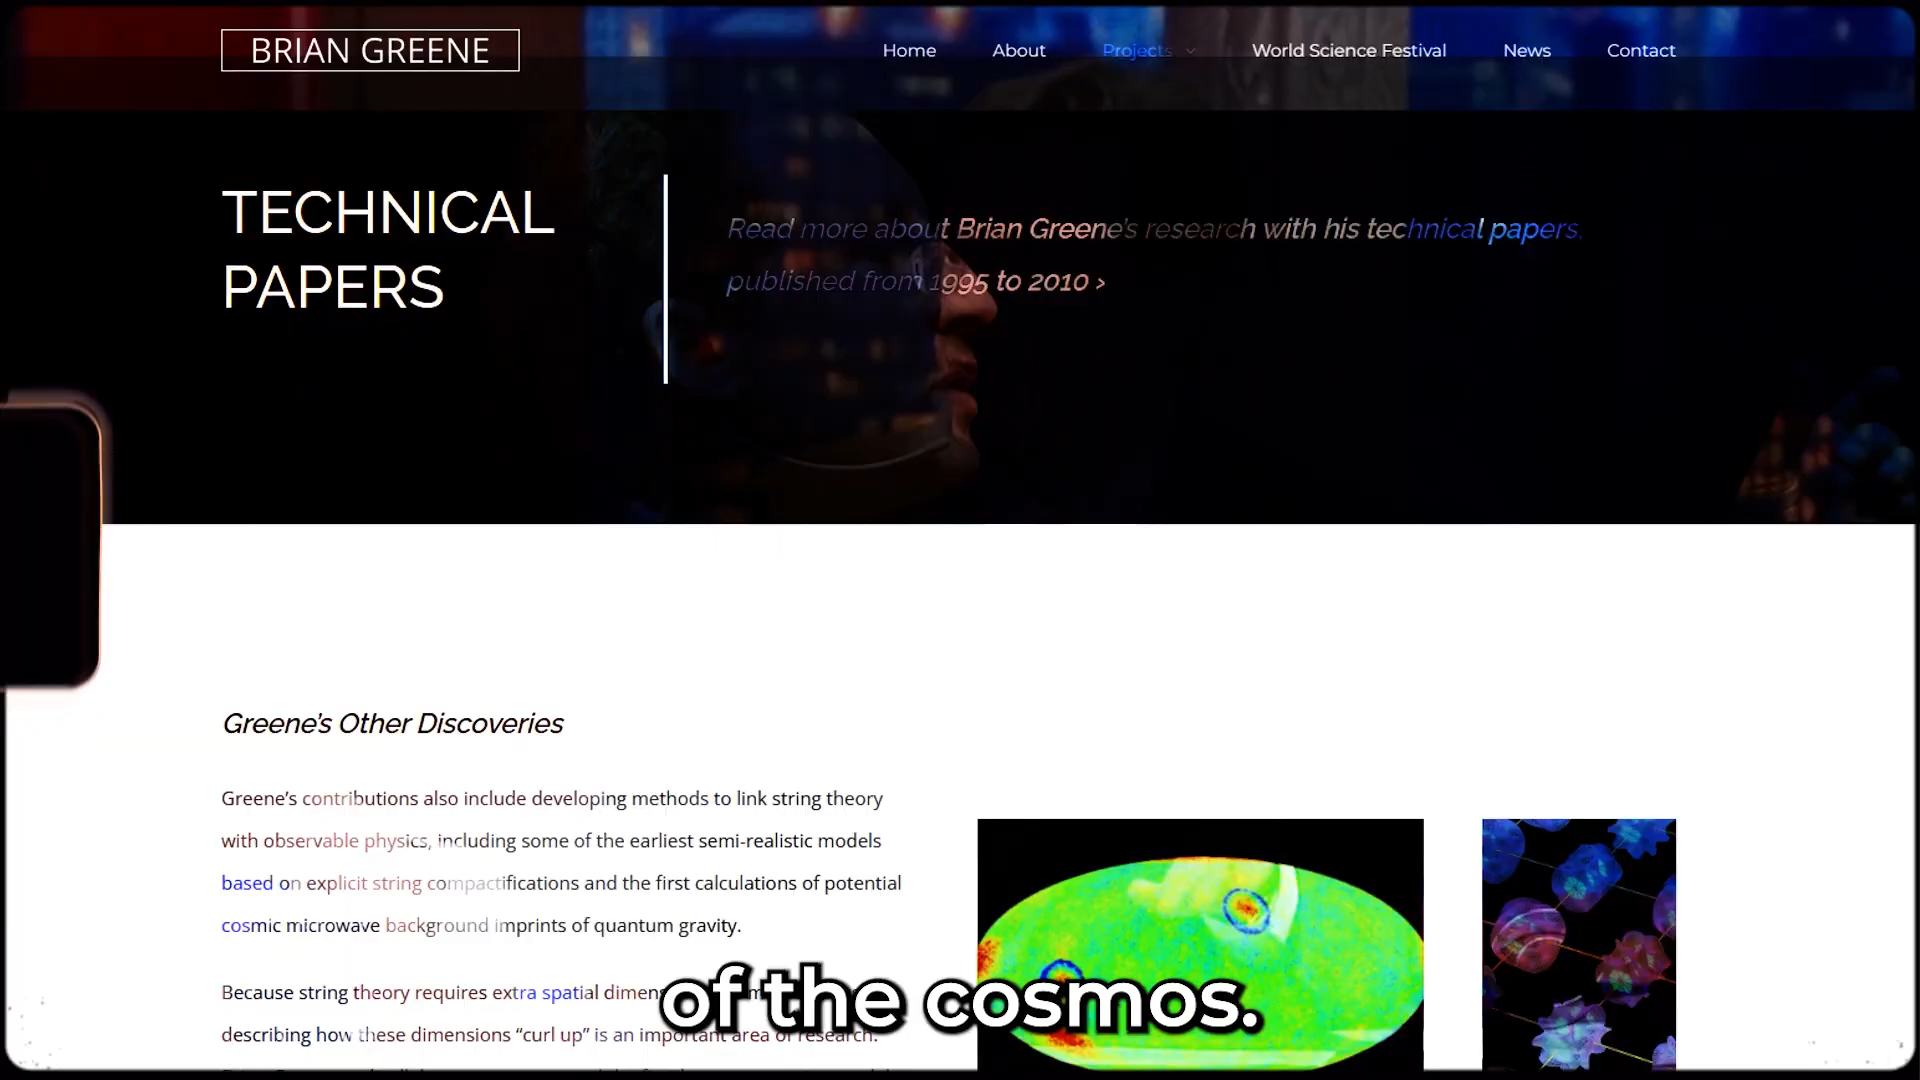 BRIAN GREENE
Home About Projects World Science Festival News Contact
TECHNICAL
PAPERS
Read more about Brian Greene's research with his technical papers,
published from 1995 to 2010 >
Greene's Other Discoveries
Greene's contributions also include developing methods to link string theory
with observable physics, including some of the earliest semi-realistic models
based on explicit string compactifications and the first calculations of potential
cosmic microwave background imprints of quantum gravity.
Because string theory requires extra spatial
describing how these dimensions “curl up” is an important area of research.
of the cosmos.